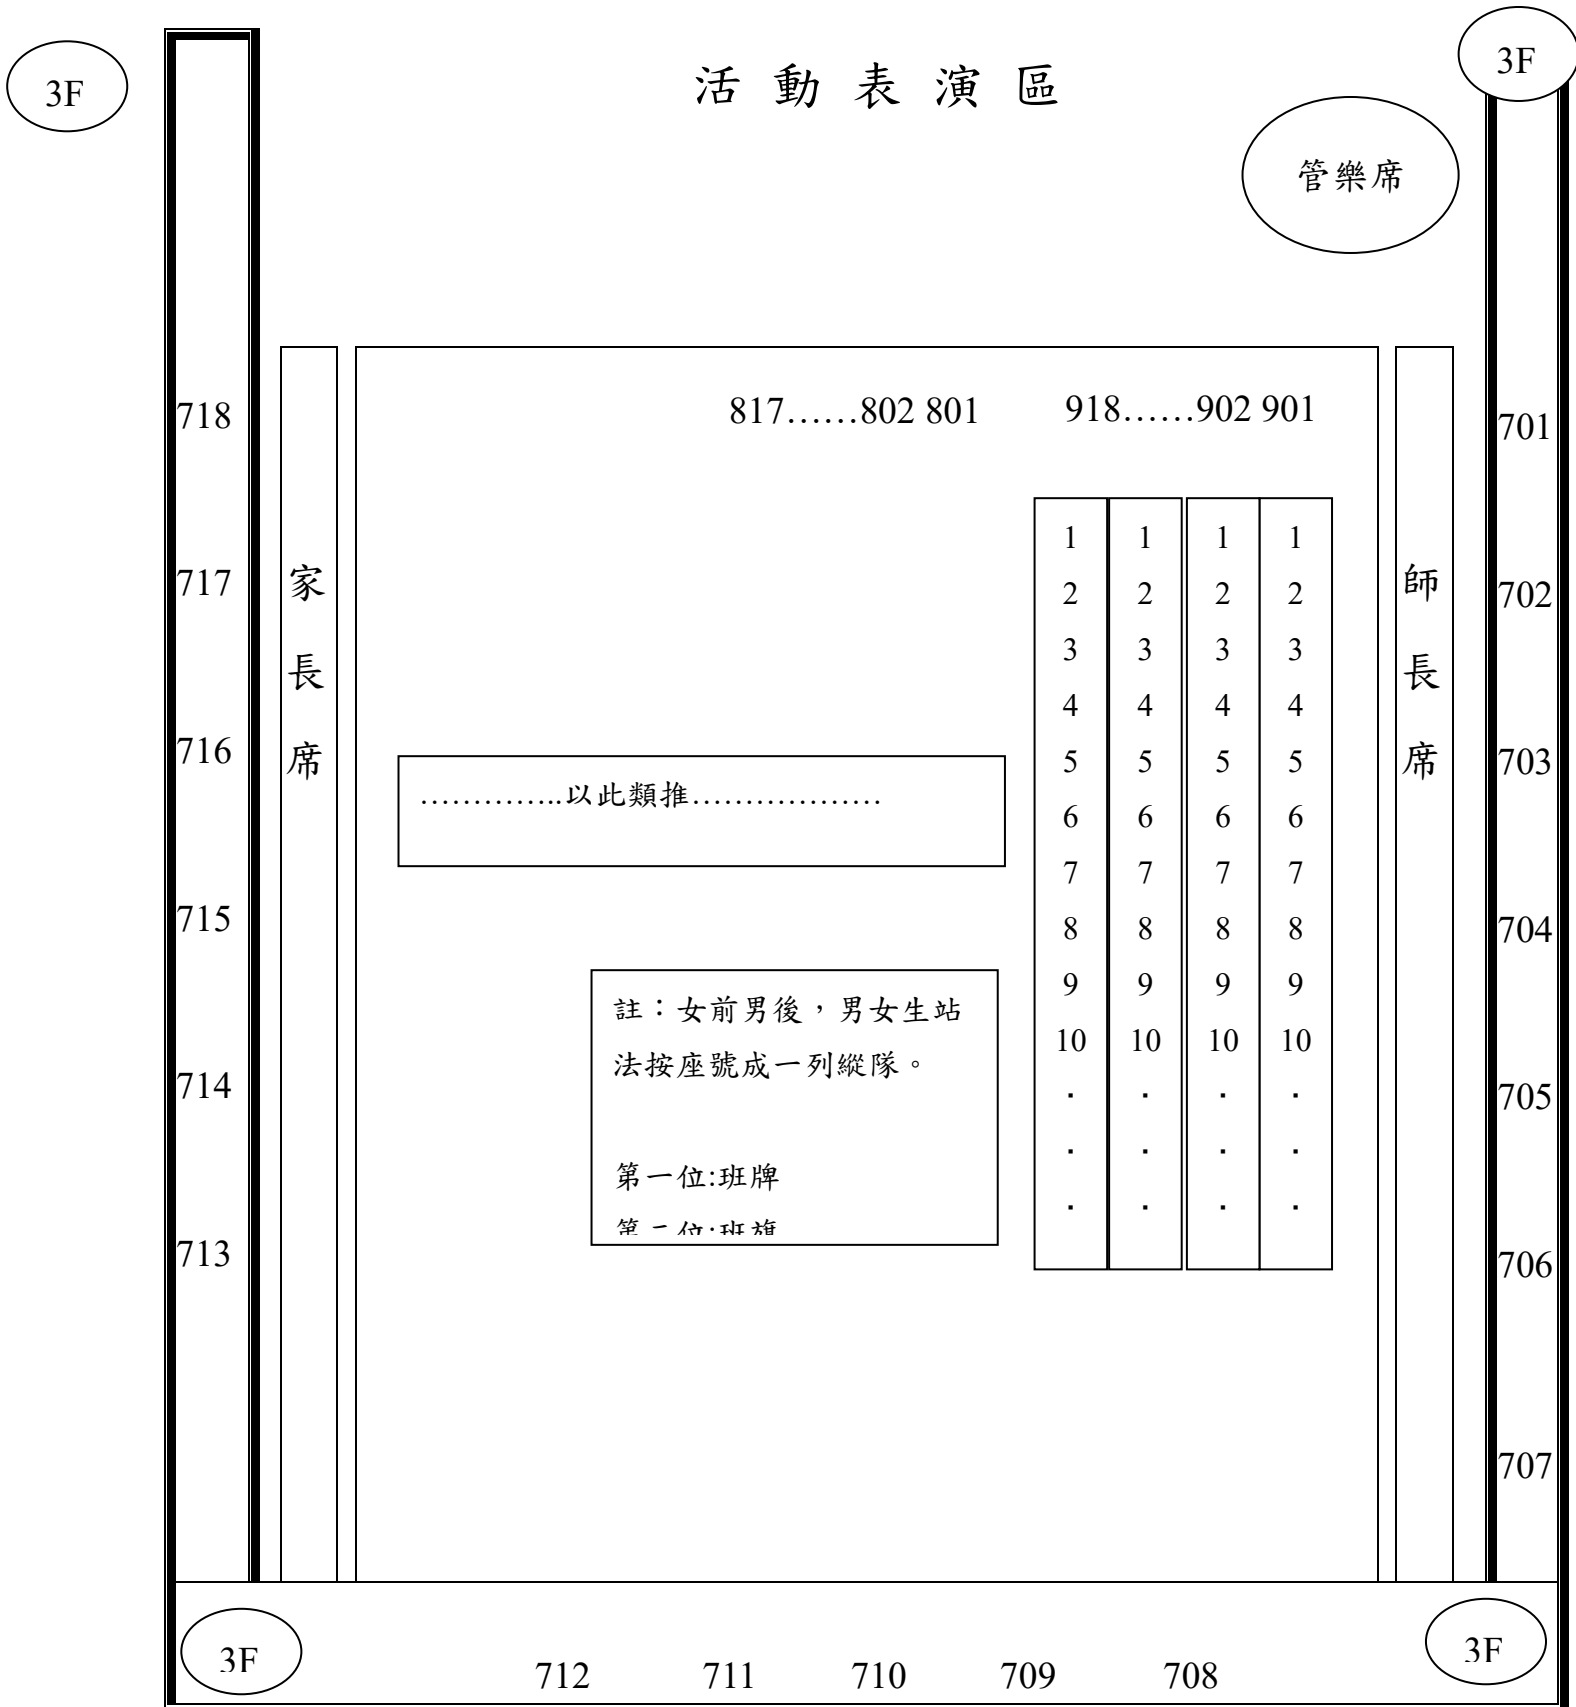 3F
活動表演區
3F
管樂席
718
717
716
715
714
713
家
長
席
817......802 801 918......902 901
1 1 1 1
2 2 2 2
3 3 3 3
4 4 4 4
5 5 5 5
6 6 6 6
7 7 7 7
8 8 8 8
9 9 9 9
10 10 10 10
. . . .
. . . .
. . . .
…………..以此類推………………
註：女前男後，男女生站
法按座號成一列縱隊。
第一位:班牌
第二位:班旗
師
長
席
701
702
703
704
705
706
707
3F
712 711 710 709 708
3F